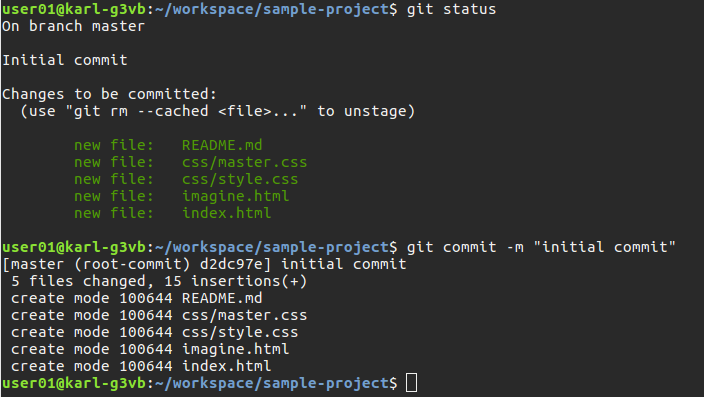 user01@karl-g3vb:~/workspace/sample-project$ git status
On branch master
Initial commit
Changes to be committed:
  (use "git rm --cached <file>..." to unstage)
        new file:   README.md
        new file:   css/master.css
        new file:   css/style.css
        new file:   imagine.html
        new file:   index.html
user01@karl-g3vb:~/workspace/sample-project$ git commit -m "initial commit"
[master (root-commit) d2dc97e] initial commit
 5 files changed, 15 insertions(+)
 create mode 100644 README.md
 create mode 100644 css/master.css
 create mode 100644 css/style.css
 create mode 100644 imagine.html
 create mode 100644 index.html
user01@karl-g3vb:~/workspace/sample-project$